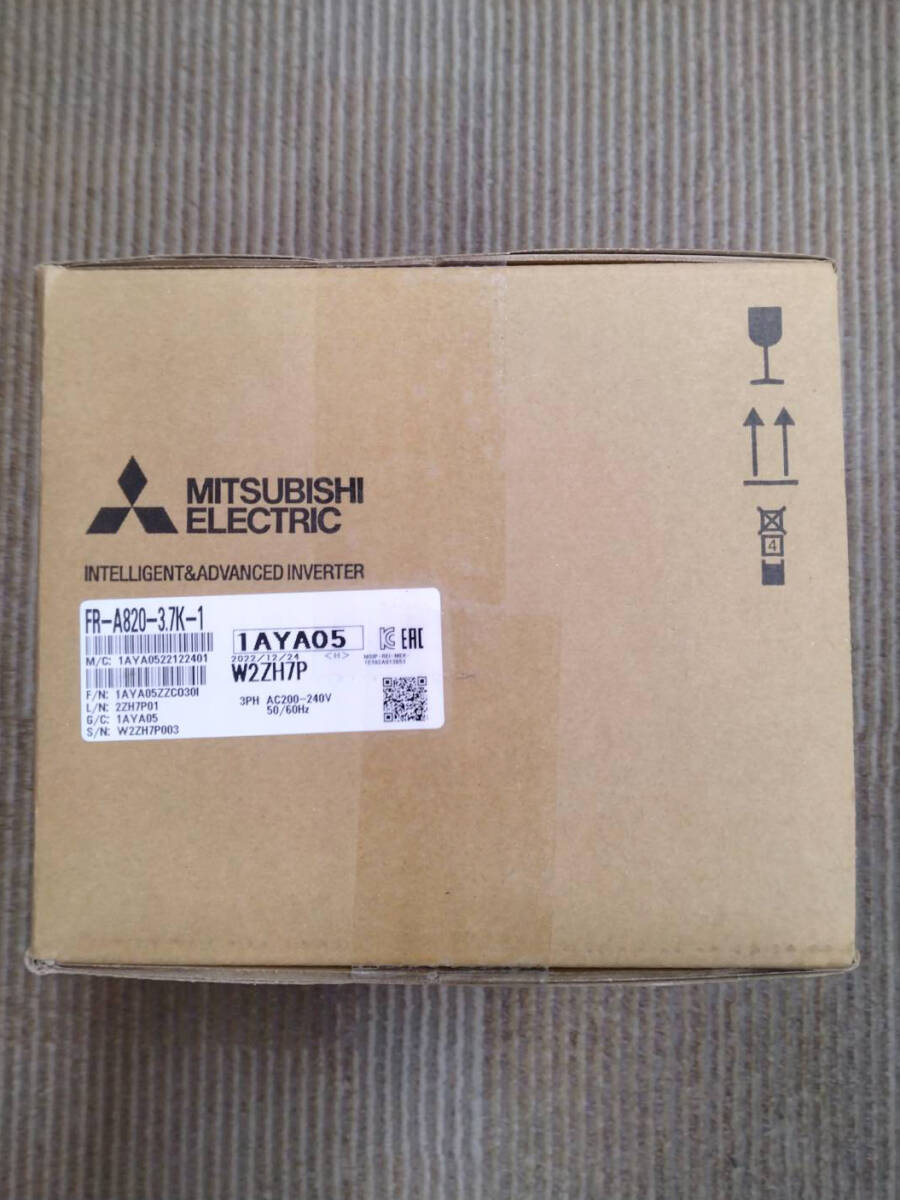 MITSUBISHI
ELECTRIC
INTELLIGENT&ADVANCED INVERTER
FR-A820-3.7K-1
M/C: 1AYA0522122401
F/N: 1AYA05ZZC030I
L/N: 2ZH7P01
G/C: 1AYA05
S/N: W2ZH7P003
1AYA05
2022/12/24 <H>
W2ZH7P
3PH AC200-240V
50/60Hz
EAC
4